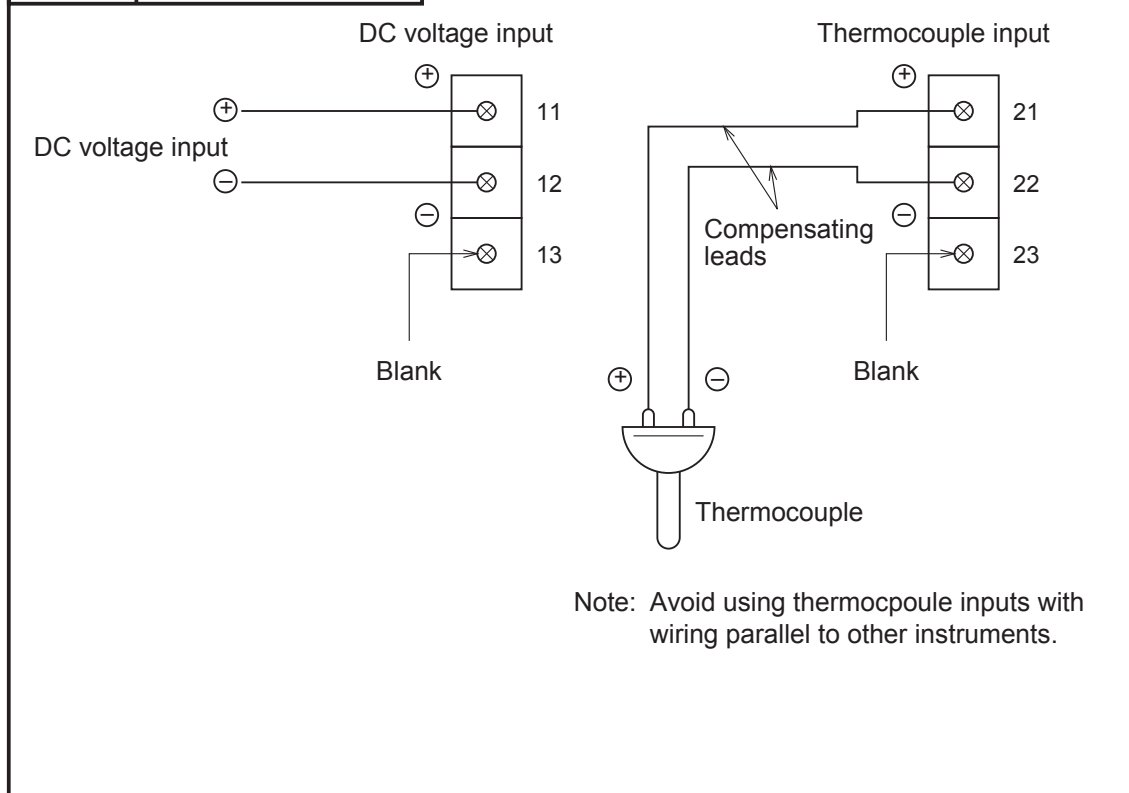 DC voltage input
⊕
11
⊕
DC voltage input
12
⊖
⊖
13
Blank
Thermocouple input
⊕
21
22
⊖
Compensating
leads
23
Blank
⊕
⊖
Thermocouple
Note: Avoid using thermocpoule inputs with
wiring parallel to other instruments.